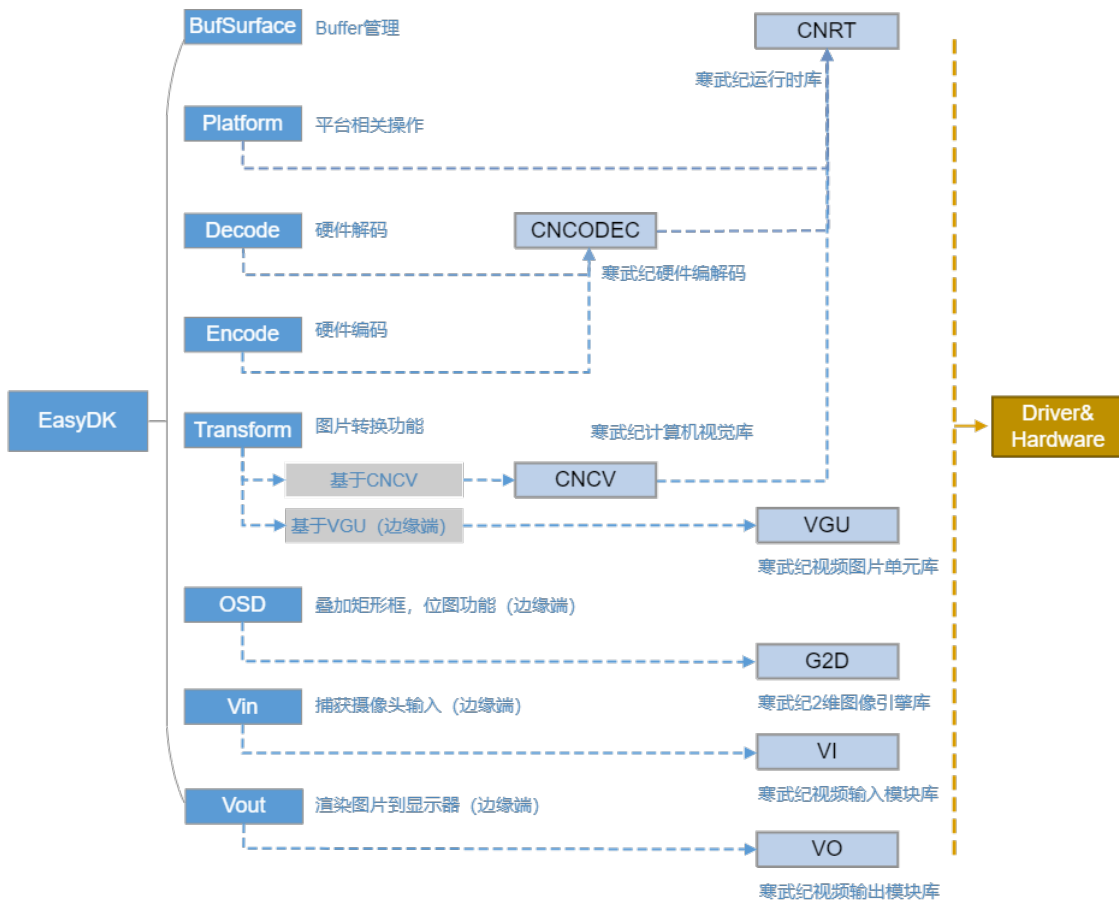 BufSurface
Buffer管理
CNRT
寒武纪运行时库
Platform
平台相关操作
Decode
硬件解码
CNCODEC
寒武纪硬件编解码
Encode
硬件编码
EasyDK
Transform
图片转换功能
寒武纪计算机视觉库
Driver&
Hardware
基于CNCV
CNCV
基于VGU（边缘端）
VGU
寒武纪视频图片单元库
OSD
叠加矩形框，位图功能（边缘端）
G2D
寒武纪2维图像引擎库
Vin
捕获摄像头输入（边缘端）
VI
寒武纪视频输入模块库
Vout
渲染图片到显示器（边缘端）
VO
寒武纪视频输出模块库